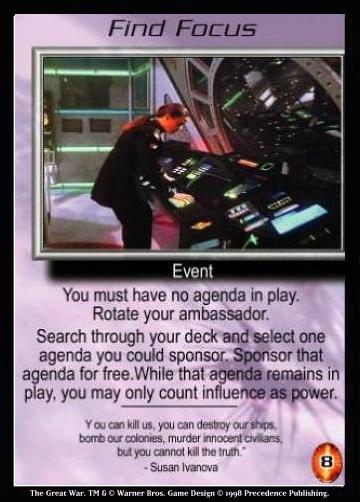 Find Focus
Event
You must have no agenda in play.
Rotate your ambassador.
Search through your deck and select one
agenda you could sponsor. Sponsor that
agenda for free.While that agenda remains in
play, you may only count influence as power.
You can kill us, you can destroy our ships,
bomb our colonies, murder innocent civilians,
but you cannot kill the truth."
- Susan Ivanova
8
The Great War. TM & © Warner Bros. Game Design © 1998 Precedence Publishing.